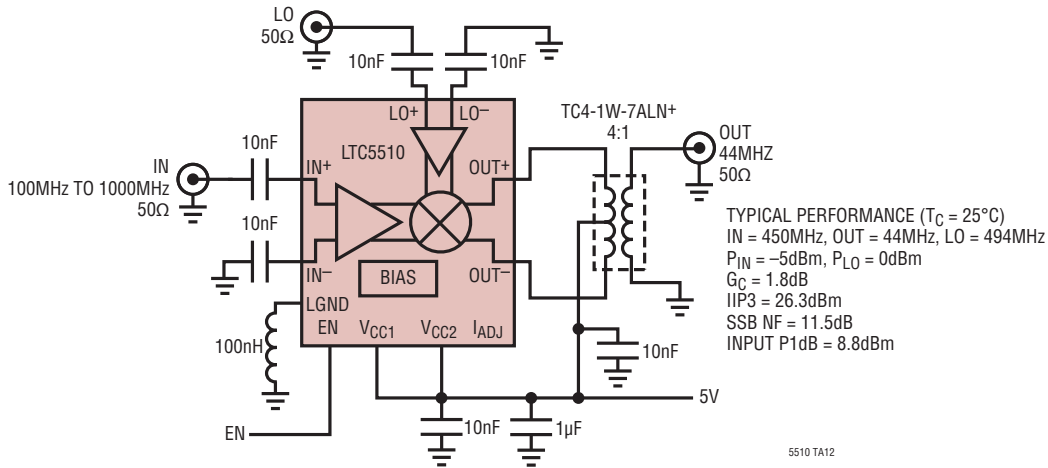 LO
50Ω
10nF
10nF
LO+
LO–
TC4-1W-7ALN+
4:1
LTC5510
10nF
IN
100MHz TO 1000MHz
50Ω
IN+
OUT+
OUT
44MHZ
50Ω
10nF
IN–
BIAS
OUT–
TYPICAL PERFORMANCE (TC = 25°C)
IN = 450MHz, OUT = 44MHz, LO = 494MHz
PIN = –5dBm, PLO = 0dBm
GC = 1.8dB
IIP3 = 26.3dBm
SSB NF = 11.5dB
INPUT P1dB = 8.8dBm
LGND
EN
VCC1
VCC2
IADJ
100nH
10nF
5V
EN
10nF
1µF
5510 TA12